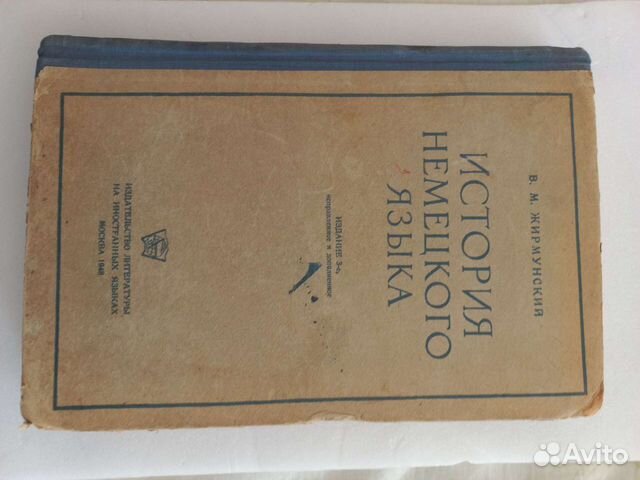 В. М. ЖИРМУНСКИЙ
ИСТОРИЯ
НЕМЕЦКОГО
ЯЗЫКА
ИЗДАНИЕ 3-е,
исправленное и дополненное
ИЗДАТЕЛЬСТВО ЛИТЕРАТУРЫ
НА ИНОСТРАННЫХ ЯЗЫКАХ
МОСКВА 1948
Avito